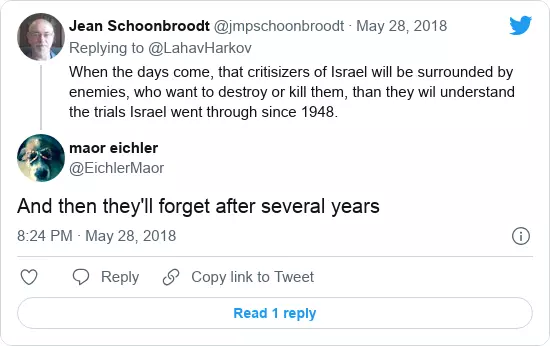 Jean Schoonbroodt @jmpschoonbroodt · May 28, 2018
Replying to @LahavHarkov
When the days come, that critisizers of Israel will be surrounded by
enemies, who want to destroy or kill them, than they wil understand
the trials Israel went through since 1948.
maor eichler
@EichlerMaor
And then they'll forget after several years
8:24 PM · May 28, 2018
Reply
Copy link to Tweet
Read 1 reply